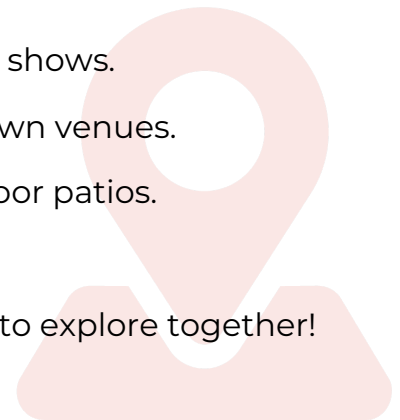 shows.
wn venues.
oor patios.
to explore together!